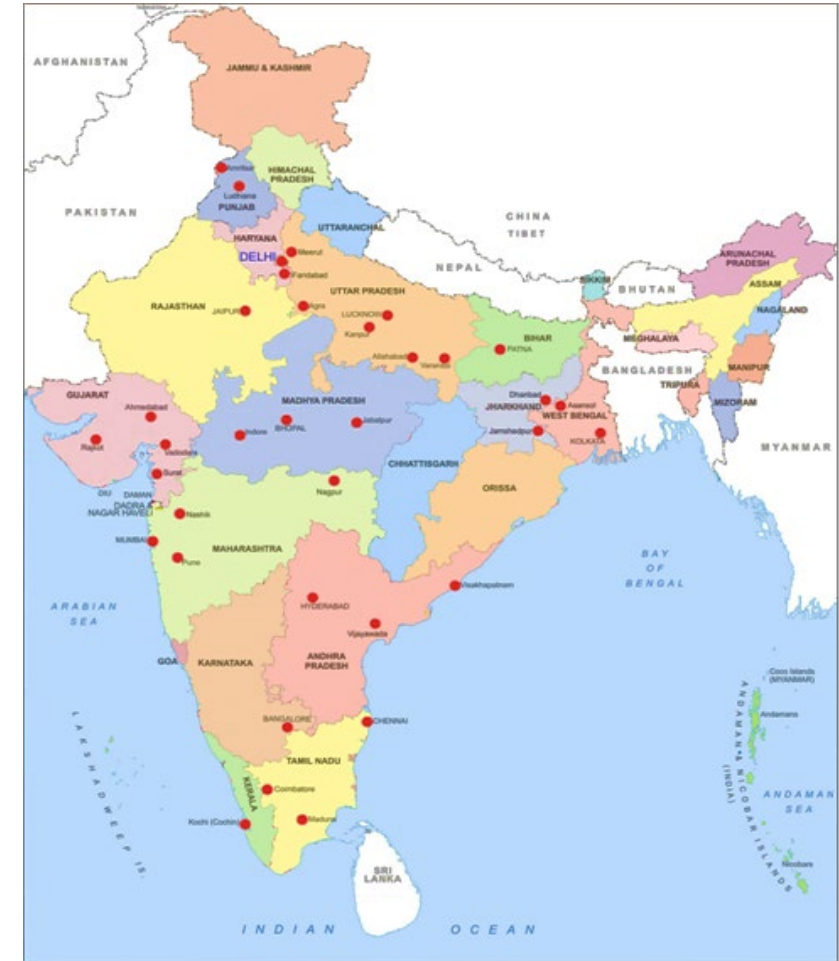 AFGHANISTAN
JAMMU & KASHMIR
Amritsar
HIMACHAL
PRADESH
Ludhiana
PUNJAB
PAKISTAN
CHINA
TIBET
UTTARANCHAL
HARYANA
Meerut
DELHI
Faridabad
NEPAL
ARUNACHAL
PRADESH
SIKKIM
BHUTAN
ASSAM
UTTAR PRADESH
RAJASTHAN
Agra
JAIPUR
LUCKNOW
Kanpur
NAGALAND
BIHAR
MEGHALAYA
PATNA
Allahabad
Varanasi
BANGLADESH
MANIPUR
TRIPURA
MIZORAM
GUJARAT
MADHYA PRADESH
Dhanbad
JHARKHAND
Asansol
WEST BENGAL
Ahmedabad
Jabalpur
BHOPAL
Indore
Jamshedpur
KOLKATA
Rajkot
Vadodara
MYANMAR
CHHATTISGARH
Surat
Nagpur
ORISSA
DIU
DAMAN
DADRA &
NAGAR HAVELI
Nashik
MUMBAI
MAHARASHTRA
Pune
BAY
OF
BENGAL
Visakhapatnam
ARABIAN
SEA
HYDERABAD
Vijayawada
GOA
KARNATAKA
ANDHRA
PRADESH
Coco Islands
(MYANMAR)
Andamans
BANGALORE
CHENNAI
LAKSHADWEEP IS.
TAMIL NADU
ANDAMAN & NICOBAR ISLANDS
(INDIA)
KERALA
Coimbatore
ANDAMAN
SEA
Kochi (Cochin)
Madurai
Nicobars
SRI
LANKA
INDIAN OCEAN